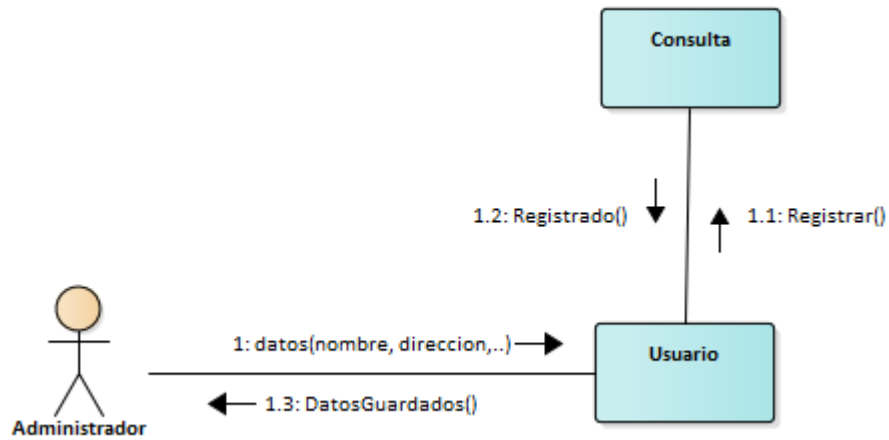 Consulta
1.2: Registrado()
1.1: Registrar()
1: datos(nombre, direccion,..)
Usuario
1.3: DatosGuardados()
Administrador